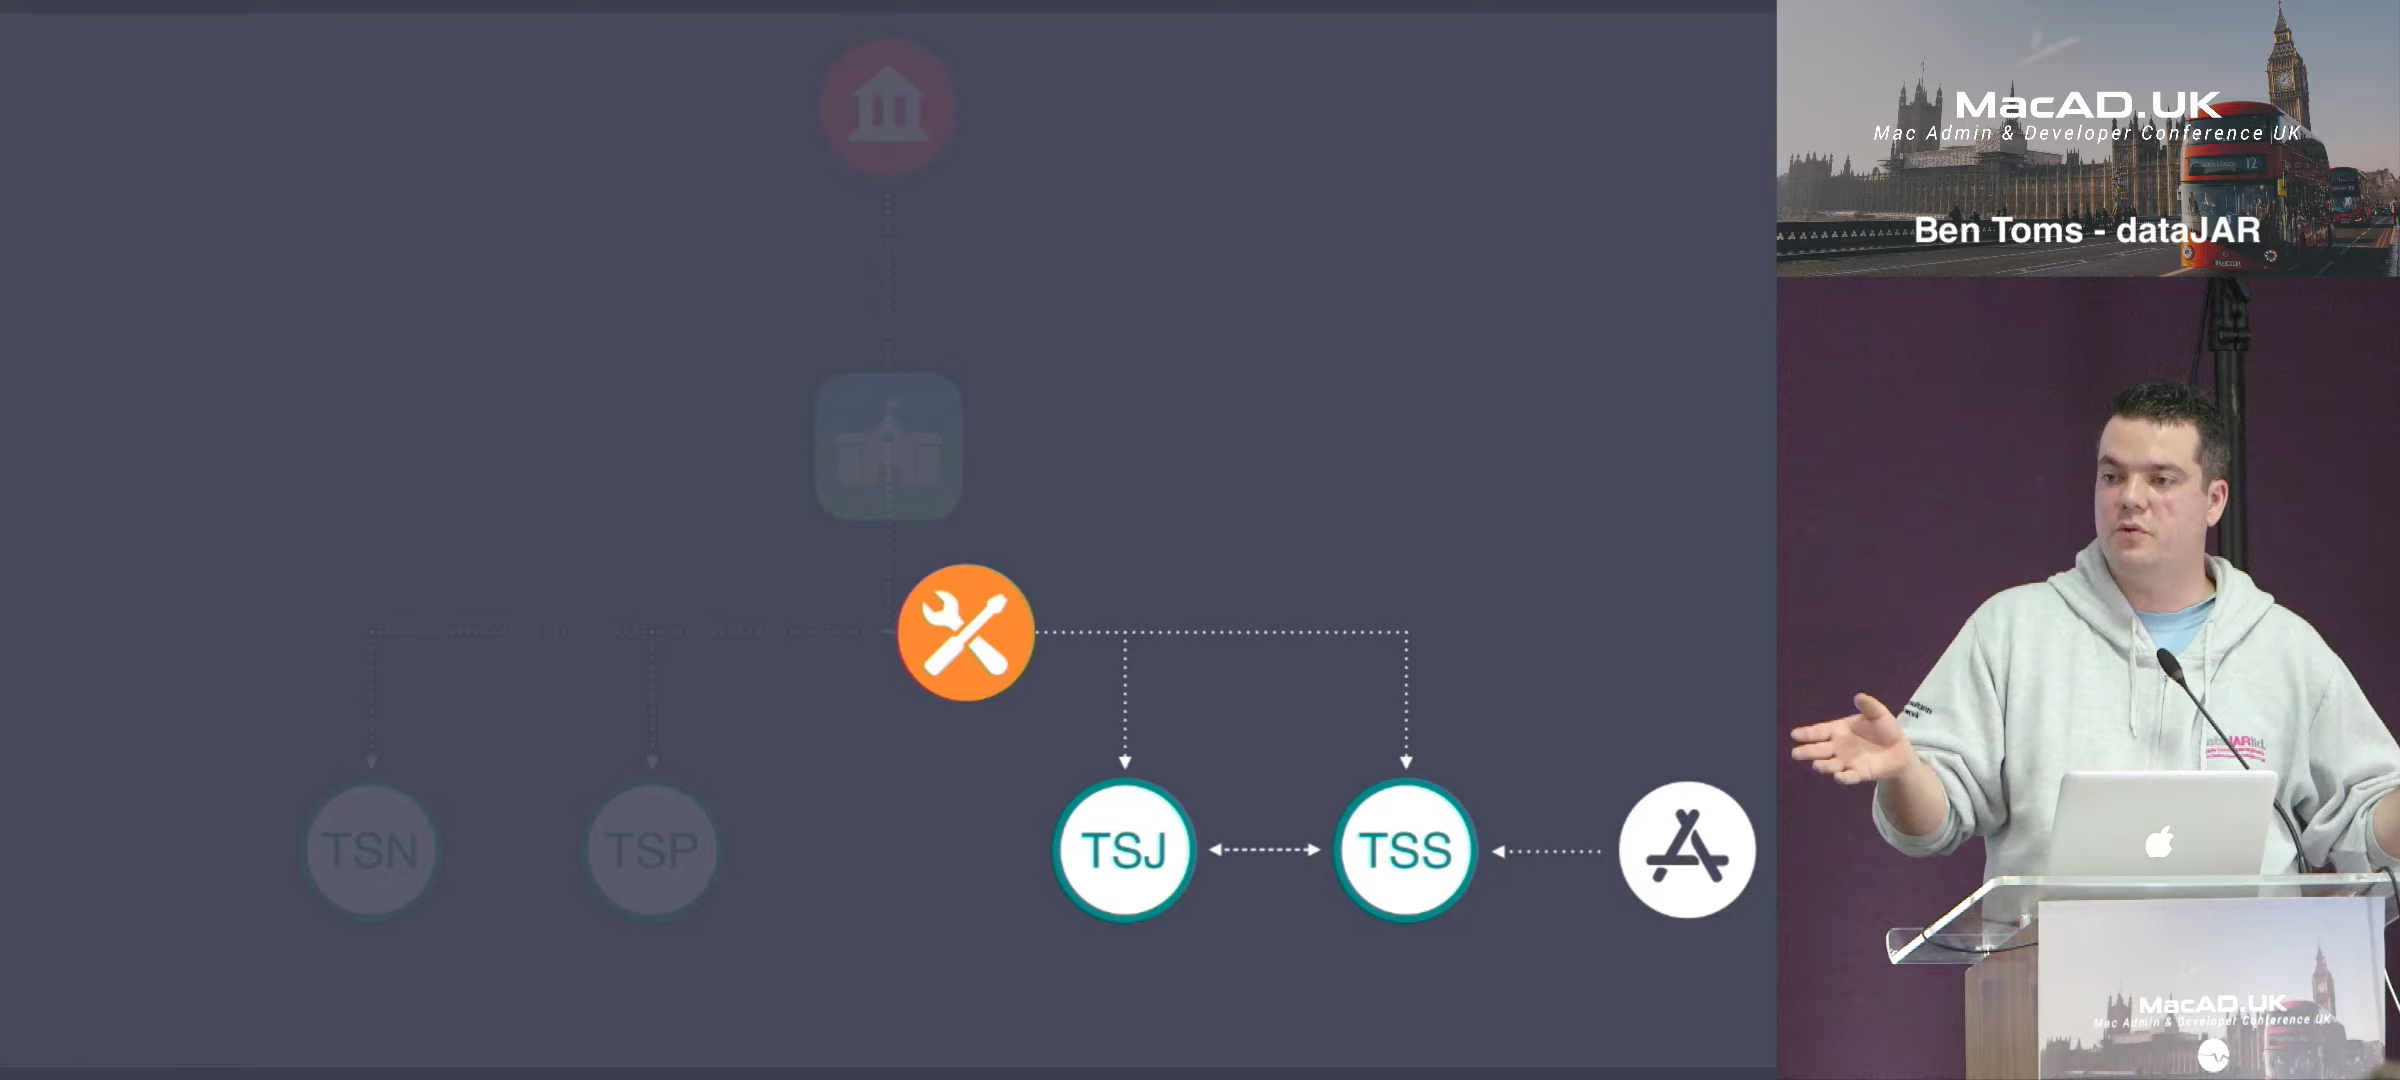 TSN
TSP
TSJ
TSS
MacAD.UK
Mac Admin & Developer Conference UK
12
Ben Toms - dataJAR
MacAD.UK
Mac Admin & Developer Conference UK